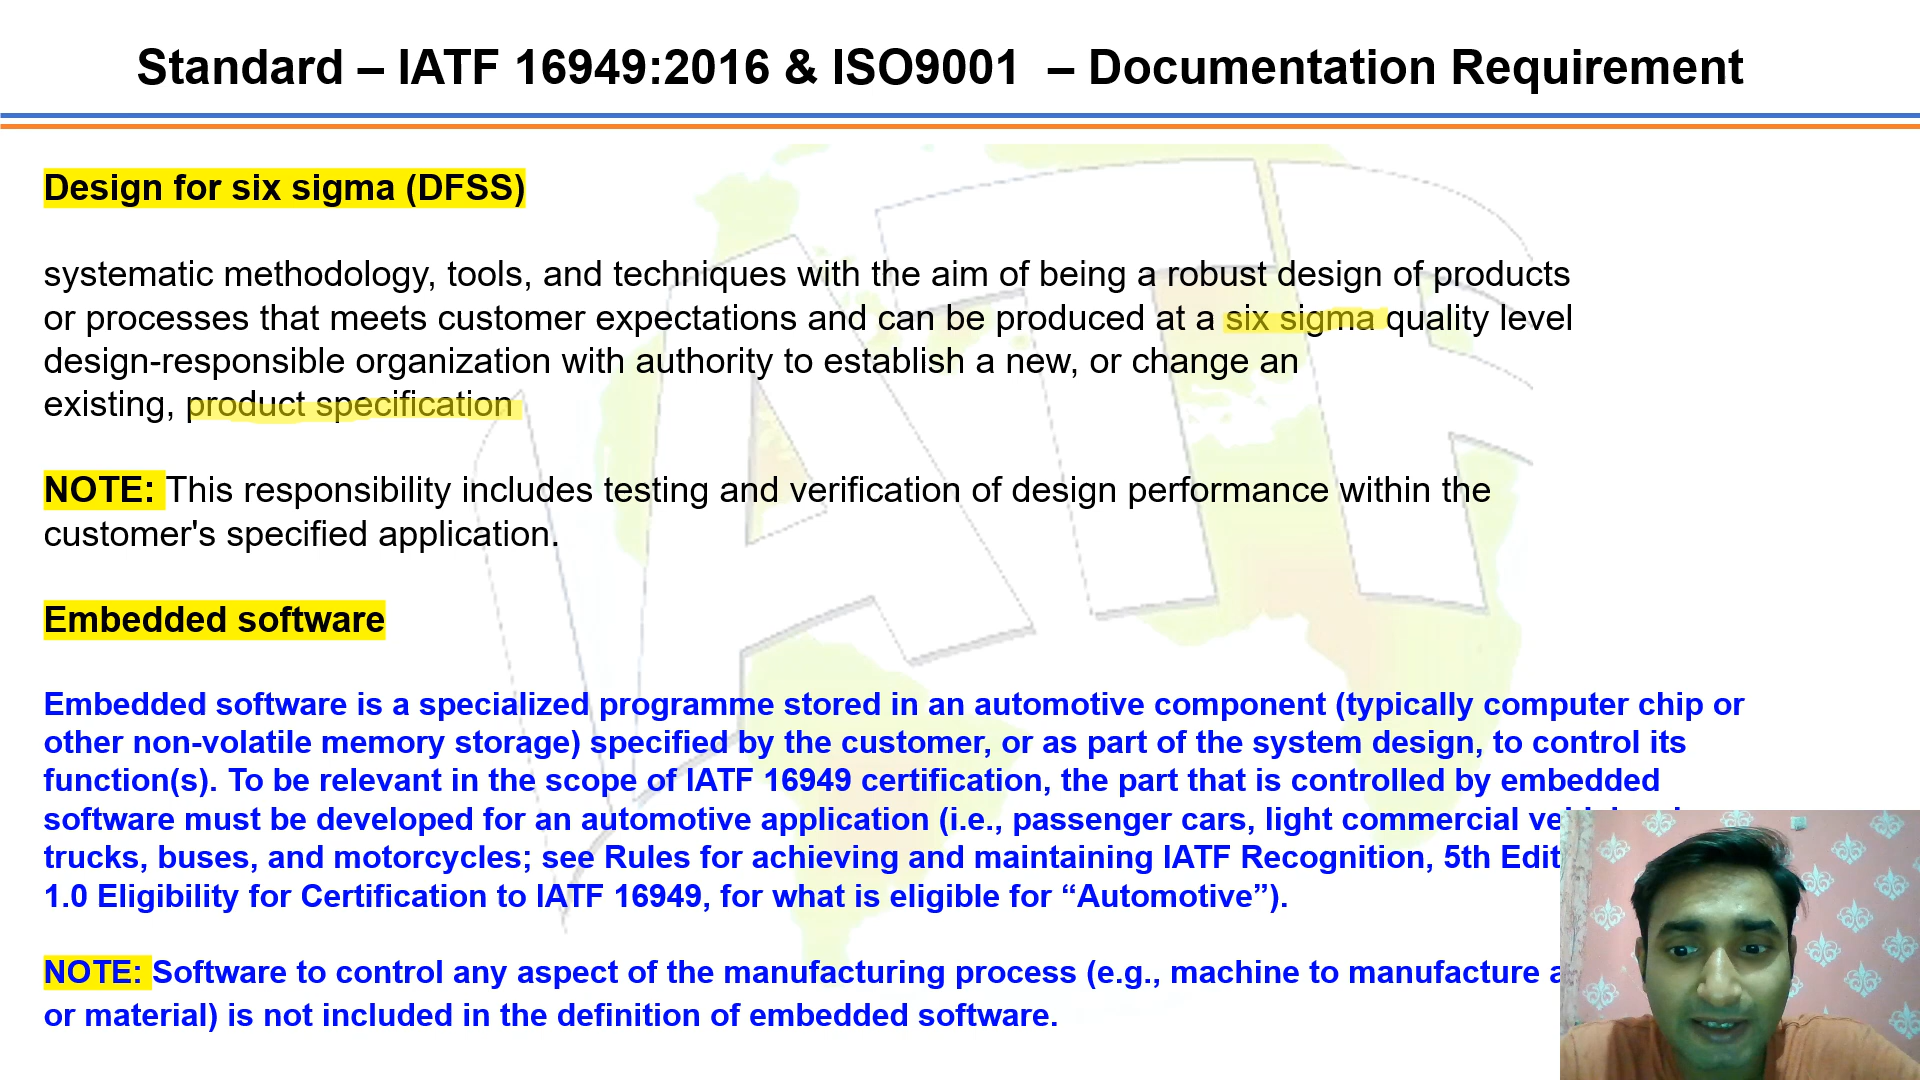 Standard – IATF 16949:2016 & ISO9001 – Documentation Requirement
Design for six sigma (DFSS)
systematic methodology, tools, and techniques with the aim of being a robust design of products
or processes that meets customer expectations and can be produced at a six sigma quality level
design-responsible organization with authority to establish a new, or change an
existing, product specification
NOTE: This responsibility includes testing and verification of design performance within the
customer's specified application.
Embedded software
Embedded software is a specialized programme stored in an automotive component (typically computer chip or
other non-volatile memory storage) specified by the customer, or as part of the system design, to control its
function(s). To be relevant in the scope of IATF 16949 certification, the part that is controlled by embedded
software must be developed for an automotive application (i.e., passenger cars, light commercial
trucks, buses, and motorcycles; see Rules for achieving and maintaining IATF Recognition, 5th
1.0 Eligibility for Certification to IATF 16949, for what is eligible for “Automotive”).
NOTE: Software to control any aspect of the manufacturing process (e.g., machine to manufacture
or material) is not included in the definition of embedded software.
IATF